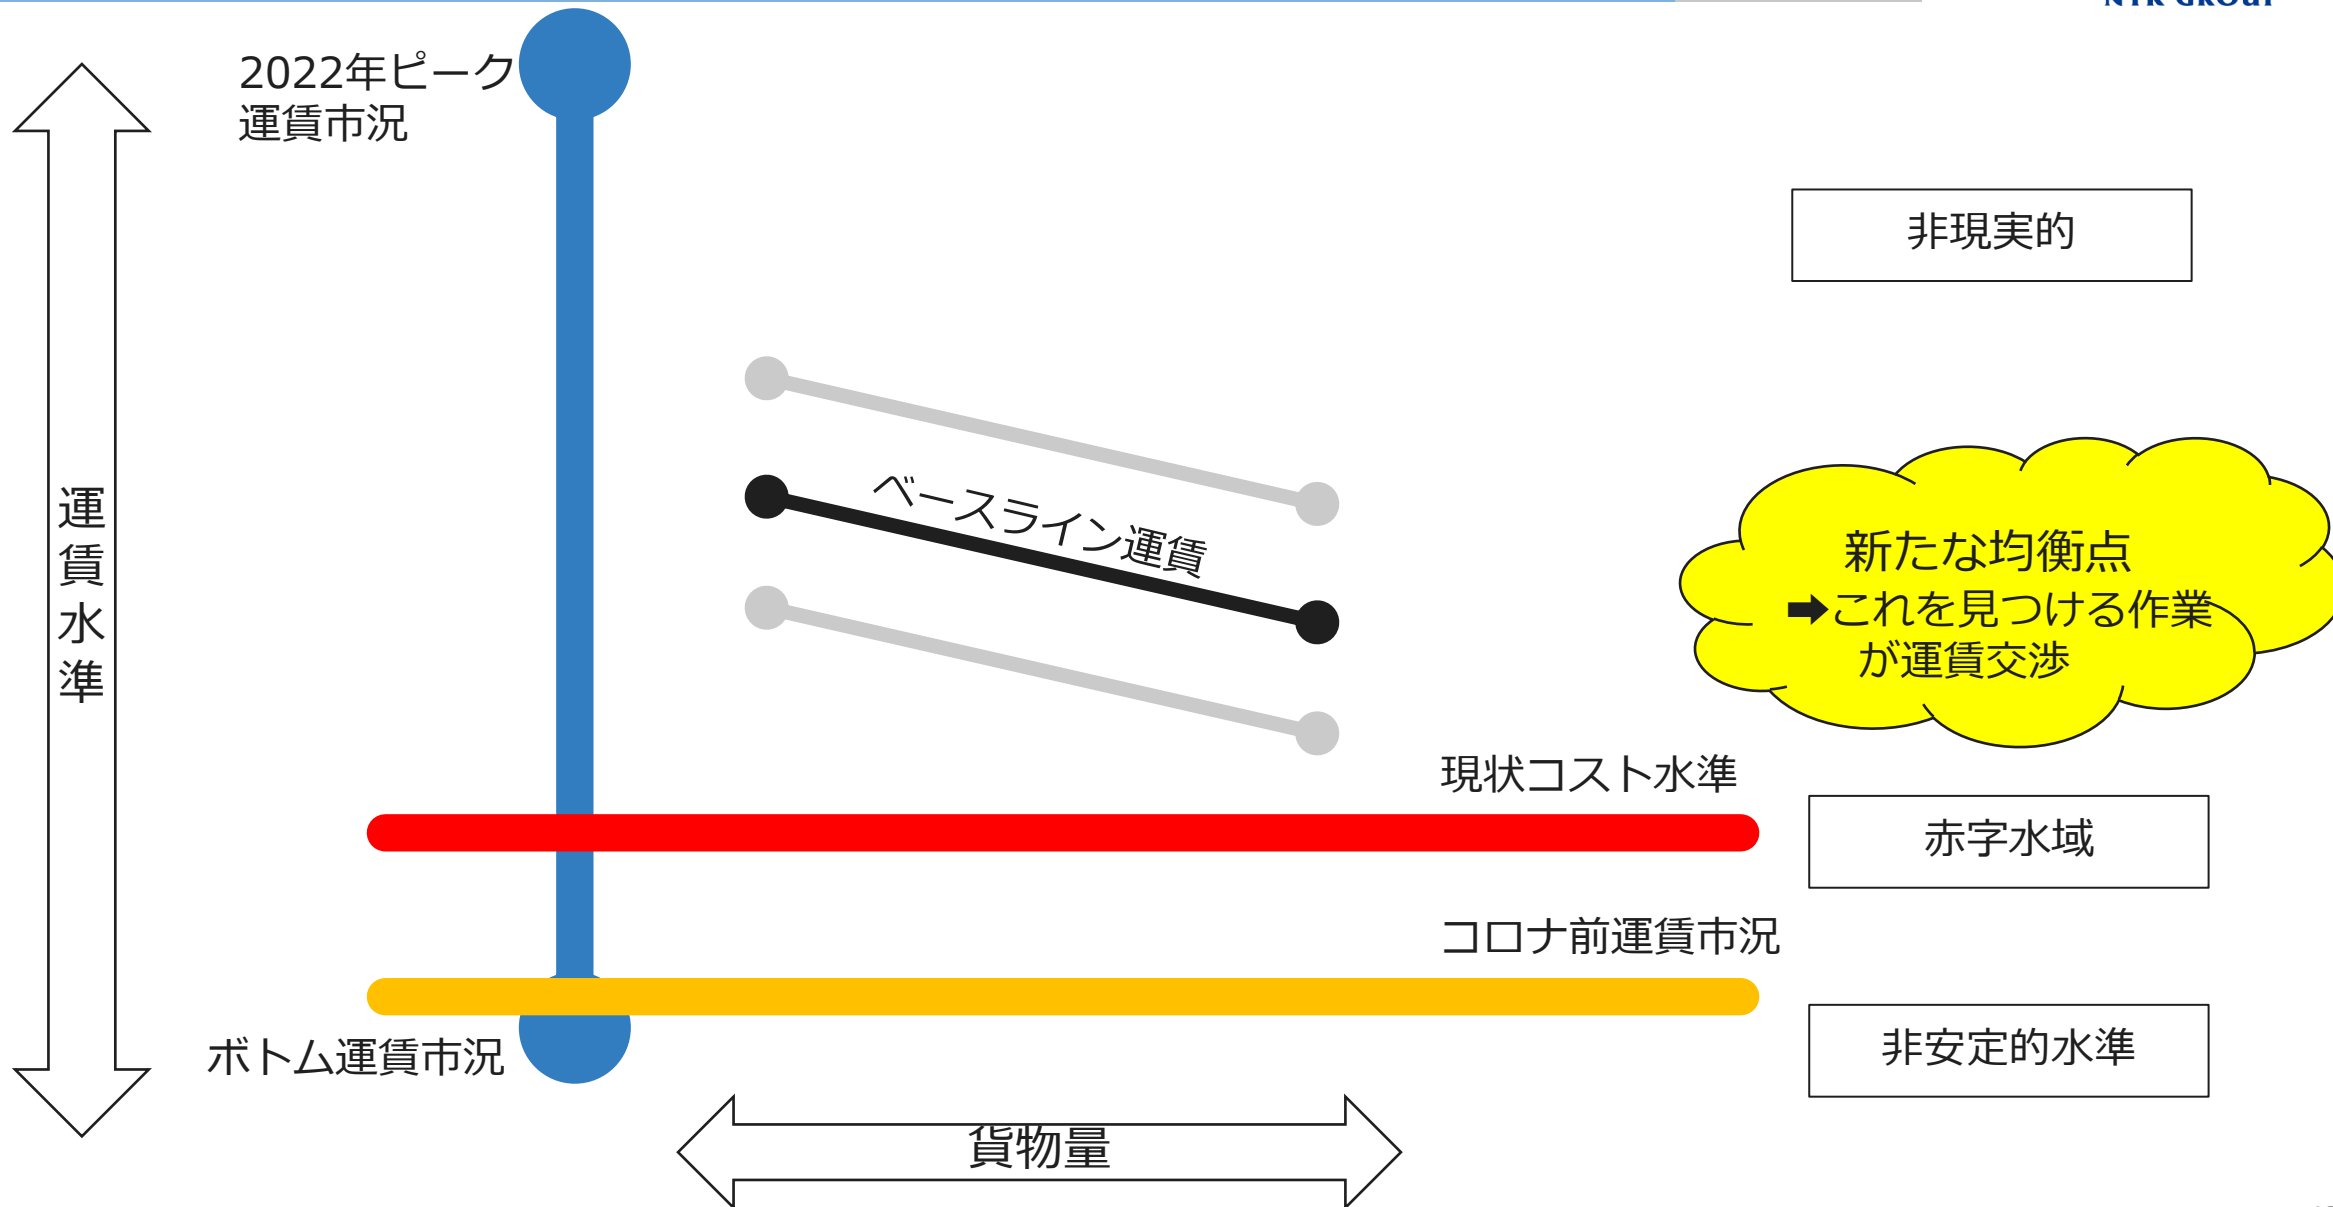 2022年ピーク
運賃市況
非現実的
運賃水準
ベースライン運賃
新たな均衡点
➡これを見つける作業
が運賃交渉
現状コスト水準
赤字水域
コロナ前運賃市況
ボトム運賃市況
非安定的水準
貨物量